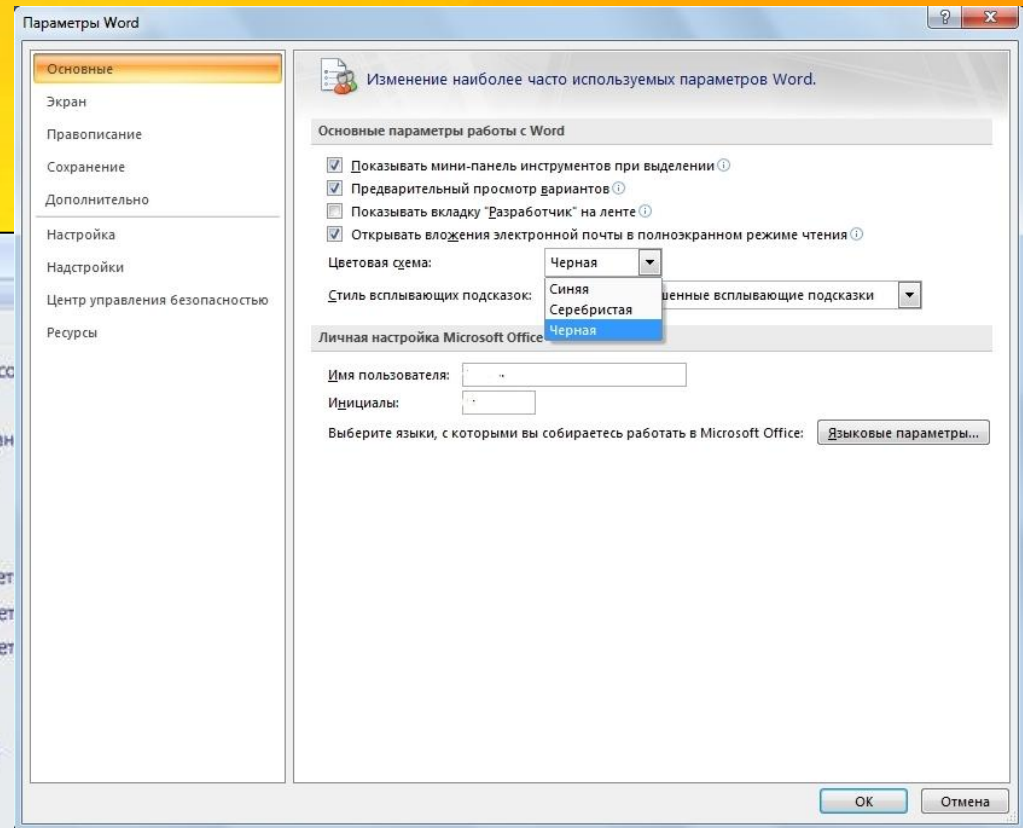 Параметры Word
Основные
Экран
Правописание
Сохранение
Дополнительно
Настройка
Надстройки
Центр управления безопасностью
Ресурсы
Изменение наиболее часто используемых параметров Word.
Основные параметры работы с Word
Показывать мини-панель инструментов при выделении
Предварительный просмотр вариантов
Показывать вкладку "Разработчик" на ленте
Открывать вложения электронной почты в полноэкранном режиме чтения
Цветовая схема: Черная
Синяя
Серебристая
Черная
Стиль всплывающих подсказок: всплывающие подсказки
Личная настройка Microsoft Office
Имя пользователя:
Инициалы:
Выберите языки, с которыми вы собираетесь работать в Microsoft Office: Языковые параметры...
ОК Отмена